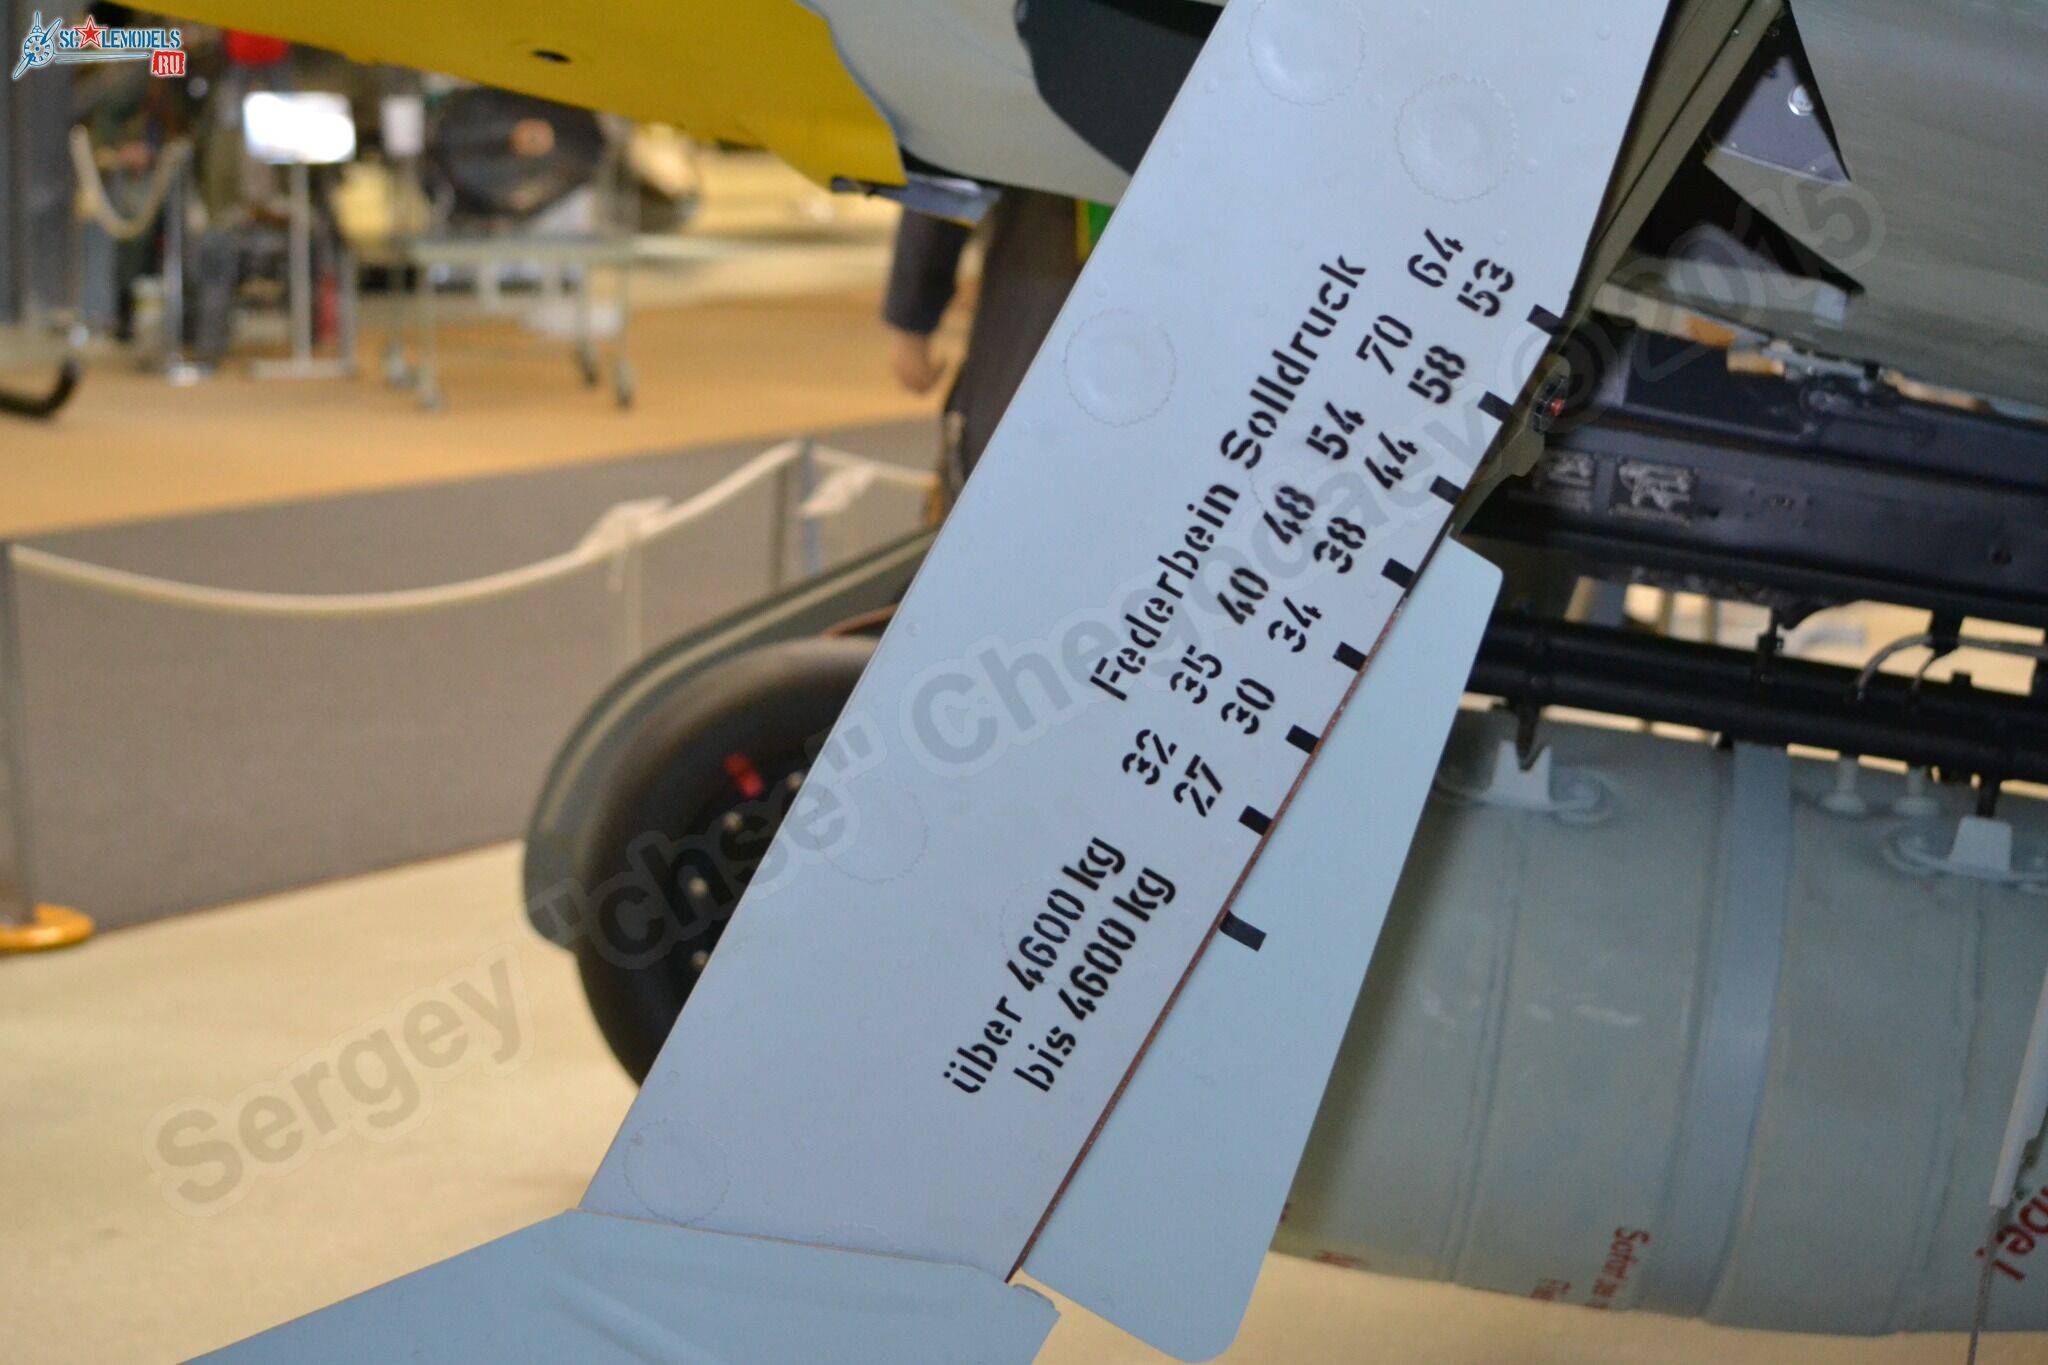 SCALEMODELS
.RU
Federbein Solldruck
über 4600 kg 32 35 40 48 54 70 64
bis 4600 kg 27 30 34 38 44 58 53
Sergey "chse" Chegodaev © 2015